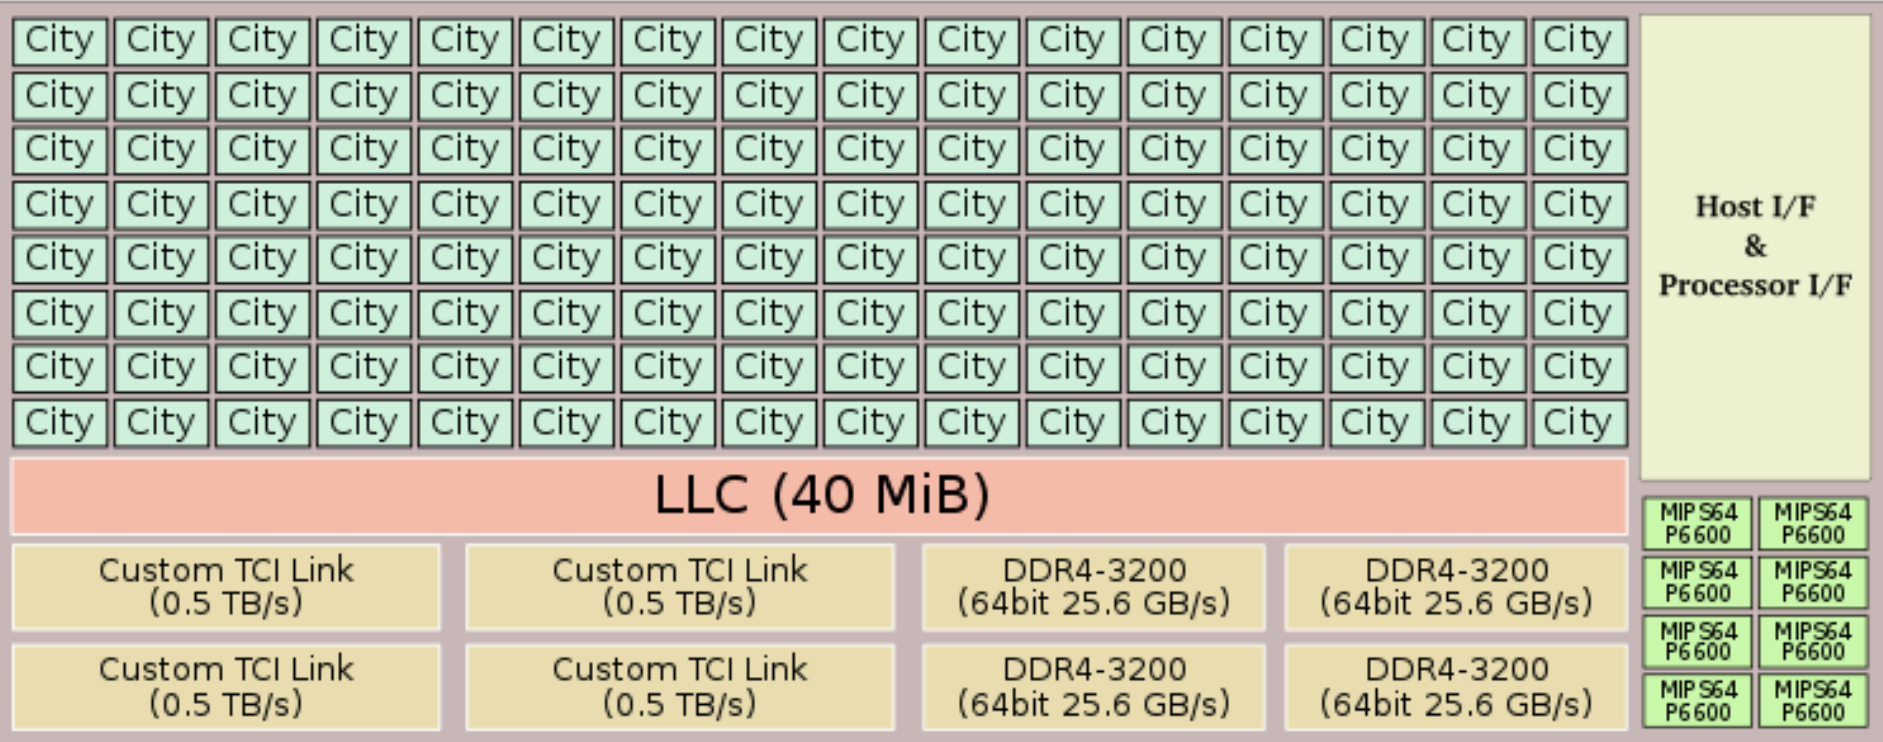 City City City City City City City City City City City City City City City City
City City City City City City City City City City City City City City City City
City City City City City City City City City City City City City City City City
City City City City City City City City City City City City City City City City
City City City City City City City City City City City City City City City City
City City City City City City City City City City City City City City City City
City City City City City City City City City City City City City City City City
City City City City City City City City City City City City City City City City
Host I/F
&
Processor I/F
LLC (40 MiB)
Custom TCI Link
(0.5 TB/s)
Custom TCI Link
(0.5 TB/s)
DDR4-3200
(64bit 25.6 GB/s)
DDR4-3200
(64bit 25.6 GB/s)
Custom TCI Link
(0.5 TB/s)
Custom TCI Link
(0.5 TB/s)
DDR4-3200
(64bit 25.6 GB/s)
DDR4-3200
(64bit 25.6 GB/s)
MIPS64
P6600
MIPS64
P6600
MIPS64
P6600
MIPS64
P6600
MIPS64
P6600
MIPS64
P6600
MIPS64
P6600
MIPS64
P6600